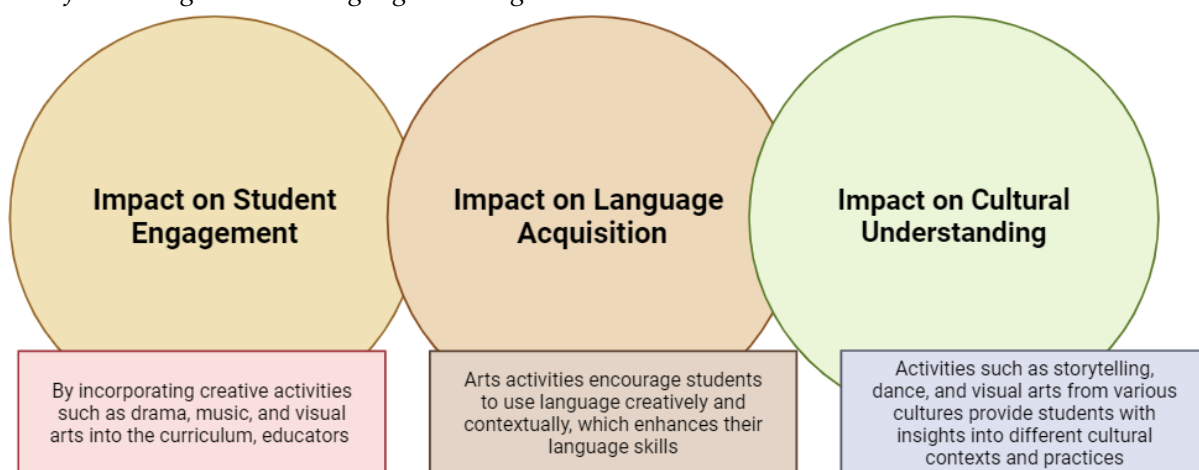 Impact on Student
Engagement
Impact on Language
Acquisition
Impact on Cultural
Understanding
By incorporating creative activities
such as drama, music, and visual
arts into the curriculum, educators
Arts activities encourage students
to use language creatively and
contextually, which enhances their
language skills
Activities such as storytelling,
dance, and visual arts from various
cultures provide students with
insights into different cultural
contexts and practices